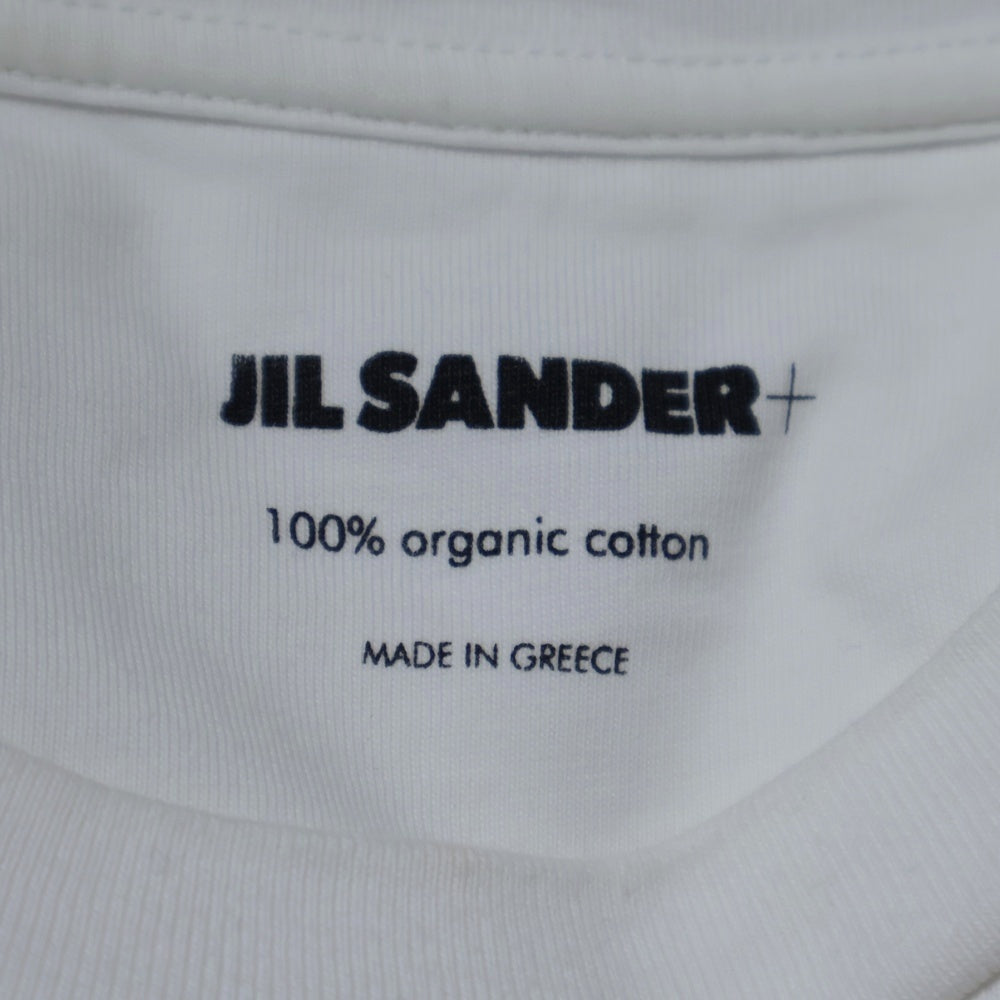 JIL SANDER+
100% organic cotton
MADE IN GREECE